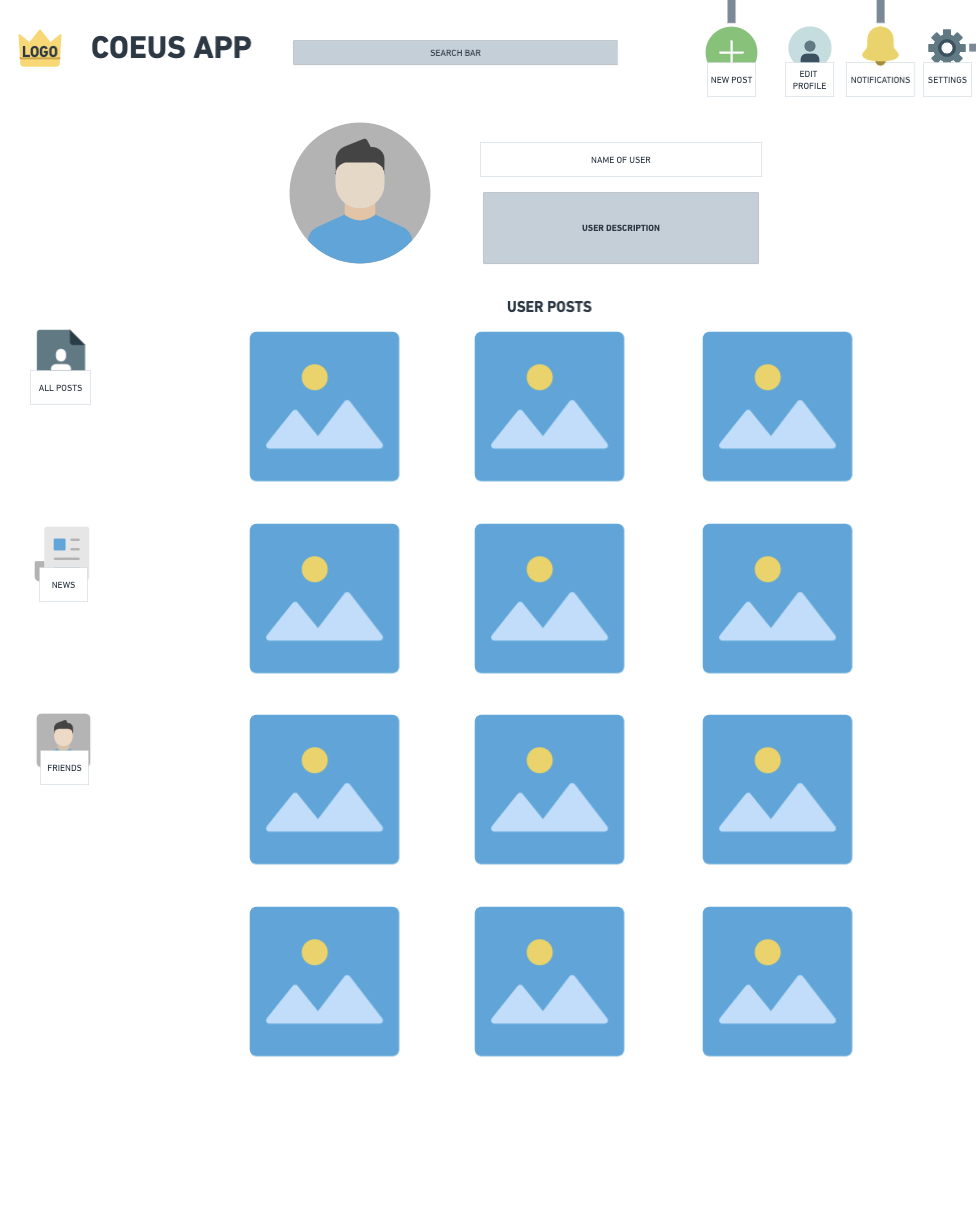 LOGO
COEUS APP
SEARCH BAR
NEW POST
EDIT
PROFILE
NOTIFICATIONS
SETTINGS
NAME OF USER
USER DESCRIPTION
USER POSTS
ALL POSTS
NEWS
FRIENDS